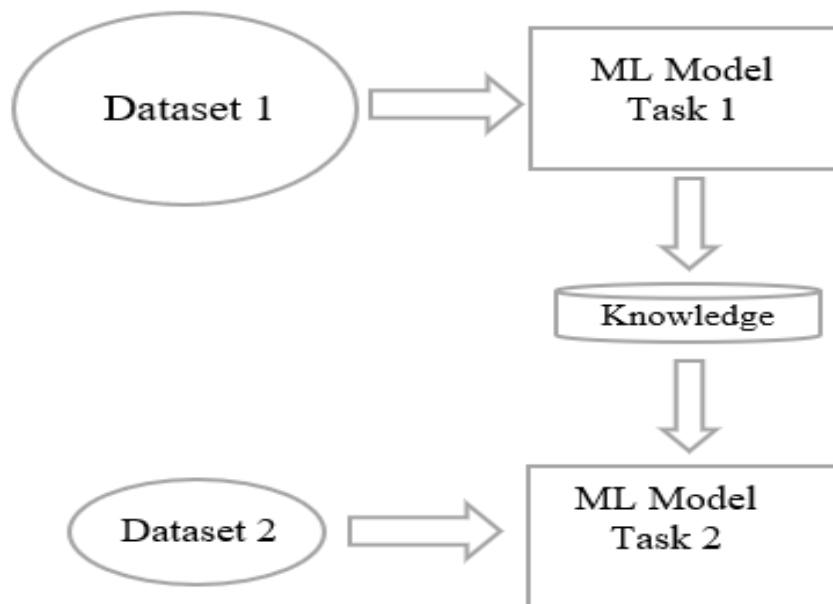 Dataset 1
ML Model
Task 1
Knowledge
Dataset 2
ML Model
Task 2